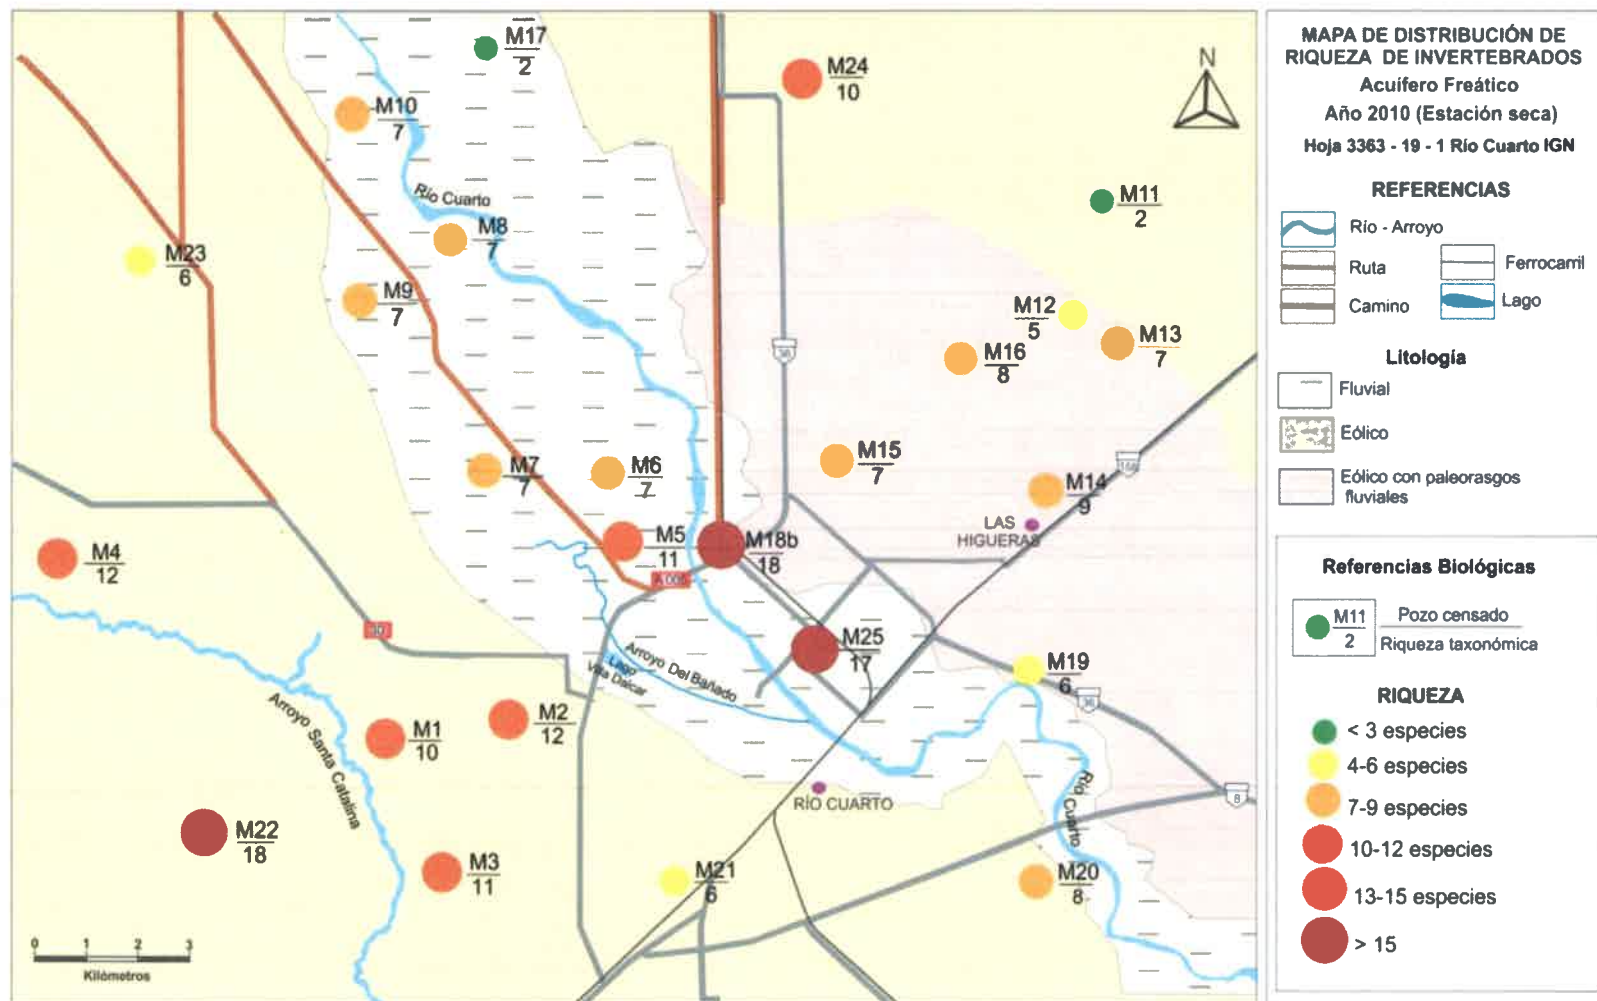 M17
2
M24
10
M10
7
N
Río Cuarto
M11
2
M8
7
M23
6
M9
7
M12
5
M13
7
M16
8
36
M15
7
M7
7
M6
7
M14
9
LAS
HIGUERAS
M5
11
M18b
18
M4
12
A 005
30
M25
17
Arroyo Del Bañado
Lago
Villa Dalcar
M19
6
36
Arroyo Santa Catalina
M1
10
M2
12
Río Cuarto
RÍO CUARTO
8
M22
18
M3
11
M21
6
M20
8
0 1 2 3
Kilómetros
MAPA DE DISTRIBUCIÓN DE
RIQUEZA DE INVERTEBRADOS
Acuífero Freático
Año 2010 (Estación seca)
Hoja 3363 - 19 - 1 Río Cuarto IGN
REFERENCIAS
Río - Arroyo
Ruta
Ferrocarril
Camino
Lago
Litología
Fluvial
Eólico
Eólico con paleorasgos
fluviales
Referencias Biológicas
M11
2
Pozo censado
Riqueza taxonómica
RIQUEZA
< 3 especies
4-6 especies
7-9 especies
10-12 especies
13-15 especies
> 15